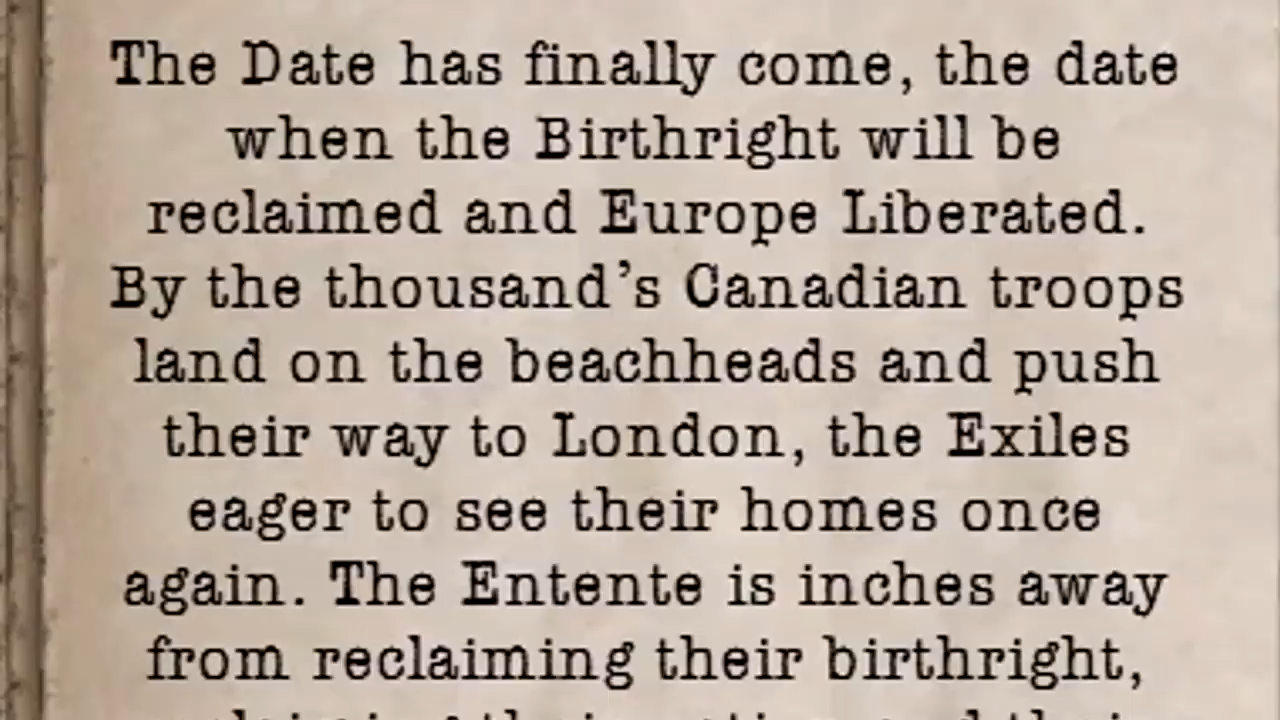 The Date has finally come, the date
when the Birthright will be
reclaimed and Europe Liberated.
By the thousand’s Canadian troops
land on the beachheads and push
their way to London, the Exiles
eager to see their homes once
again. The Entente is inches away
from reclaiming their birthright,